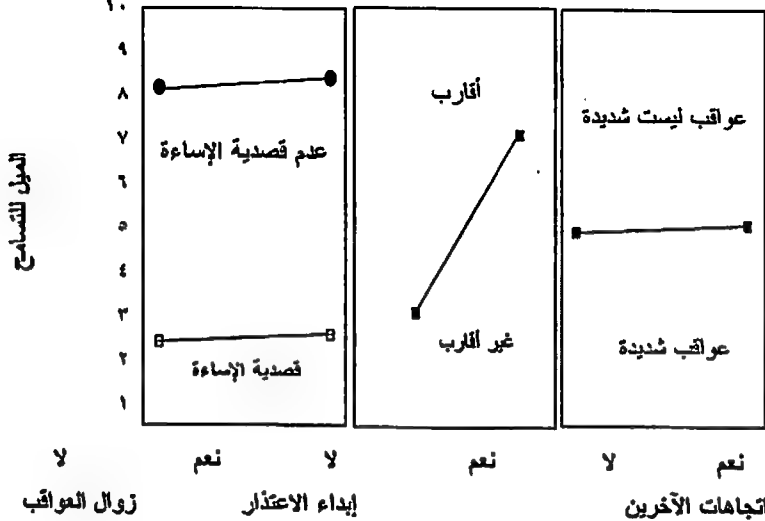 ١٠
٩
٨
٧
٦
٥
٤
٣
٢
١
الميل للتسامح
عدم قصدية الإساءة
قصدية الإساءة
أقارب
غير أقارب
عواقب ليست شديدة
عواقب شديدة
لا نعم لا نعم لا نعم
زوال العواقب إبداء الاعتذار اتجاهات الآخرين